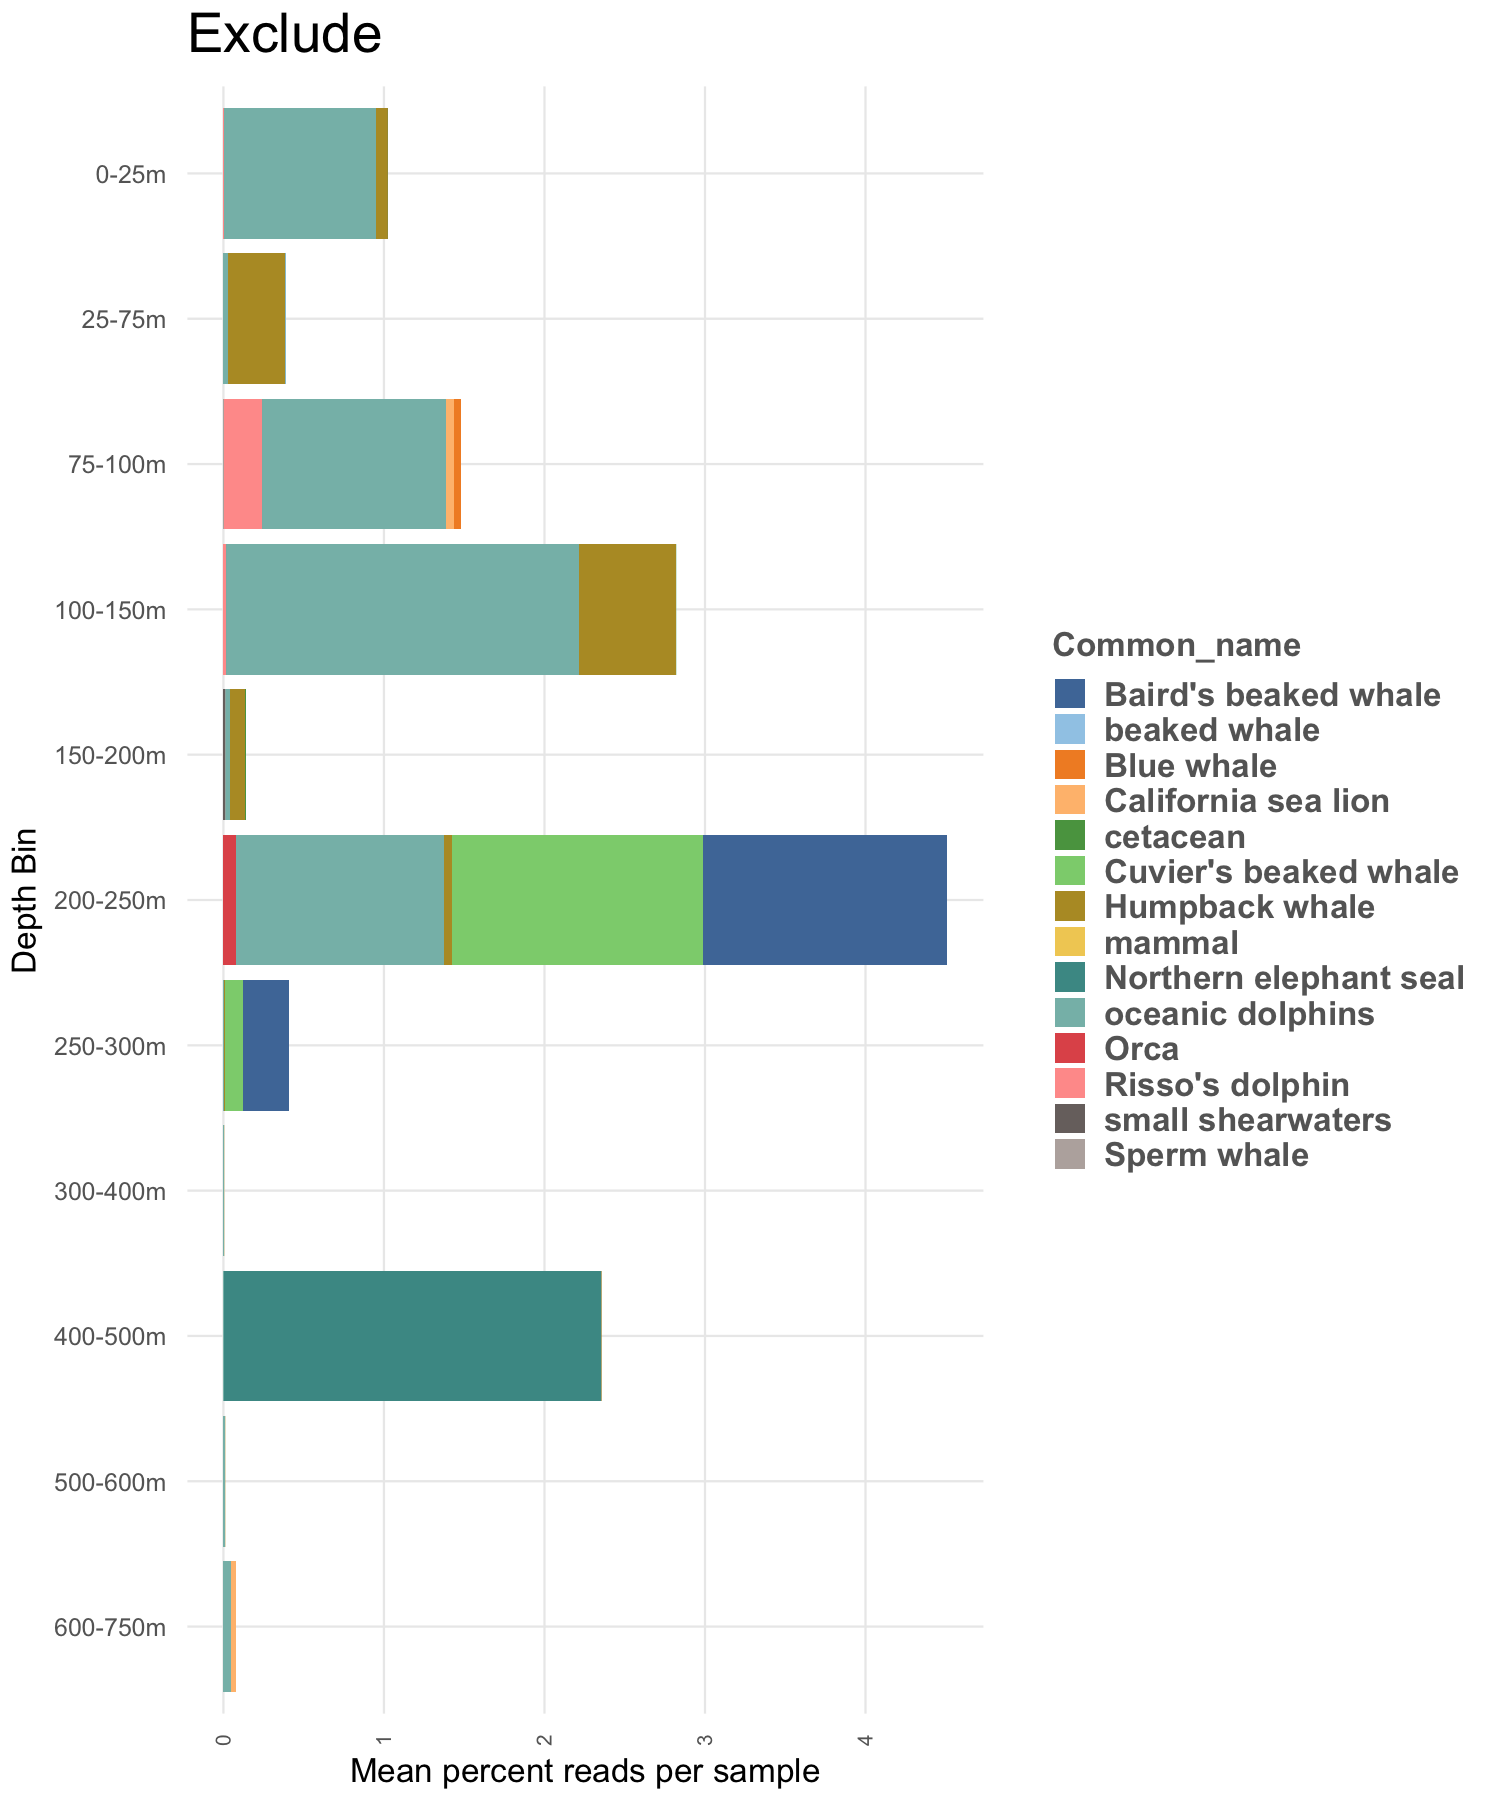 Exclude
0-25m
25-75m
75-100m
100-150m
150-200m
200-250m
250-300m
300-400m
400-500m
500-600m
600-750m
Depth Bin
0
1
2
3
4
Mean percent reads per sample
Common_name
Baird's beaked whale
beaked whale
Blue whale
California sea lion
cetacean
Cuvier's beaked whale
Humpback whale
mammal
Northern elephant seal
oceanic dolphins
Orca
Risso's dolphin
small shearwaters
Sperm whale